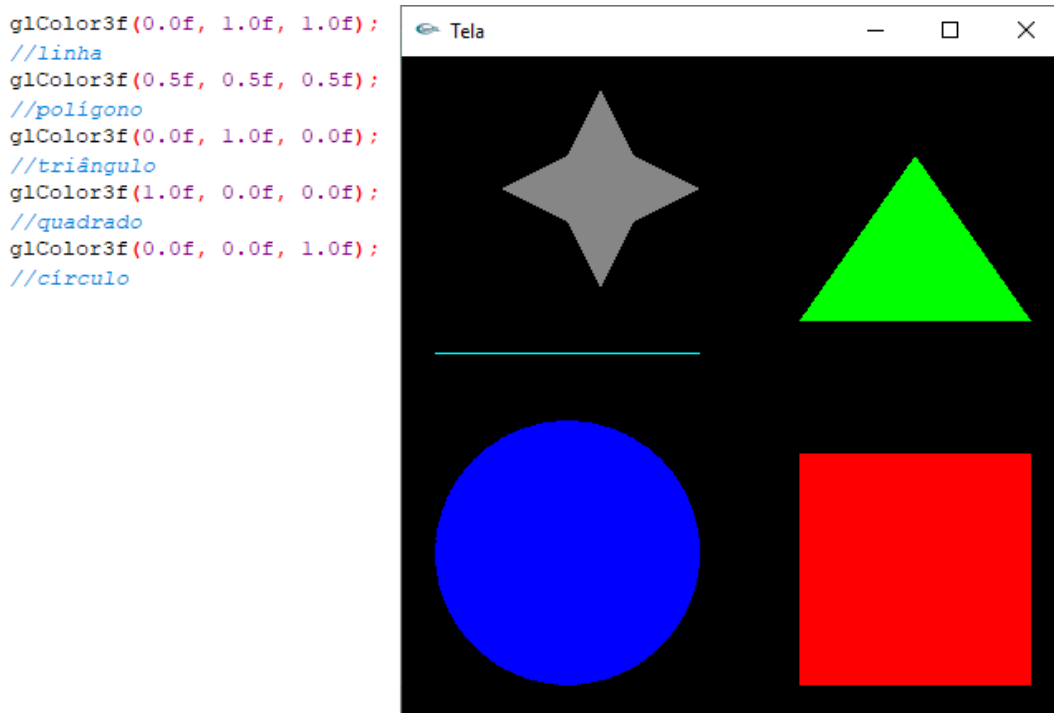 glColor3f(0.0f, 1.0f, 1.0f);
//linha
glColor3f(0.5f, 0.5f, 0.5f);
//polígono
glColor3f(0.0f, 1.0f, 0.0f);
//triângulo
glColor3f(1.0f, 0.0f, 0.0f);
//quadrado
glColor3f(0.0f, 0.0f, 1.0f);
//círculo
Tela